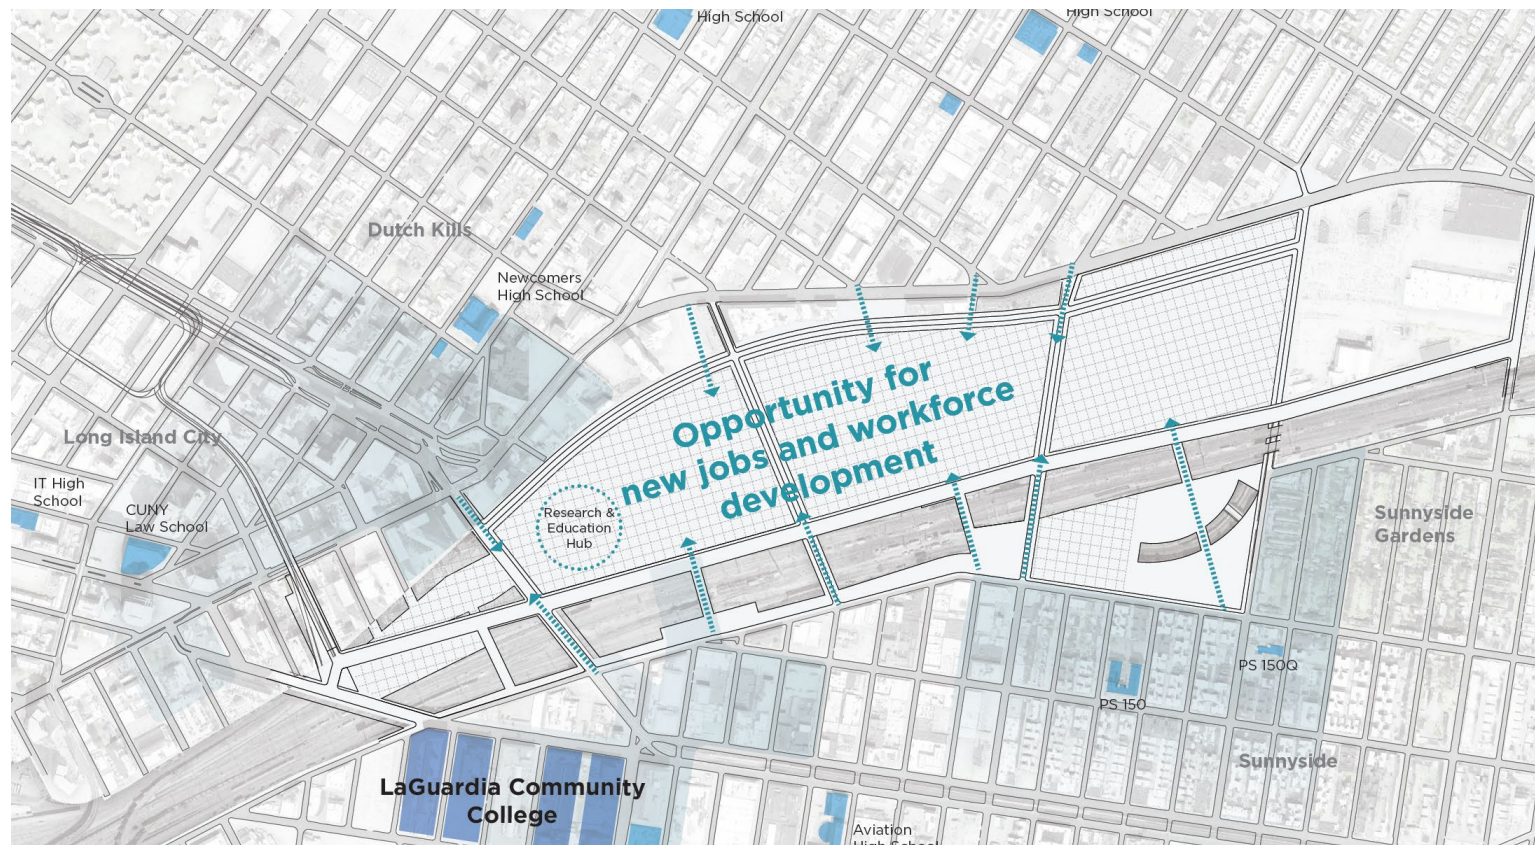 High School
High School
Dutch Kills
Newcomers
High School
Opportunity for
new jobs and workforce
development
Long Island City
IT High
School
CUNY
Law School
Research &
Education
Hub
Sunnyside
Gardens
PS 150Q
PS 150
Sunnyside
LaGuardia Community
College
Aviation
High School